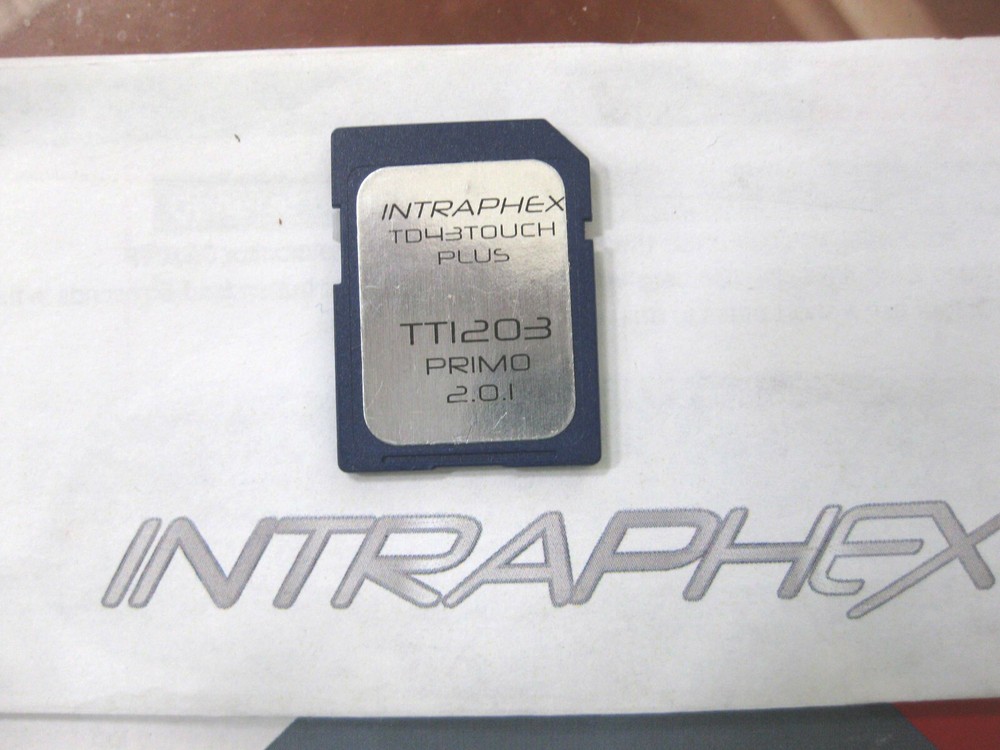 INTRAPHEX
TD43TOUCH
PLUS
TT1203
PRIMO
2.0.1
INTRAPHEX